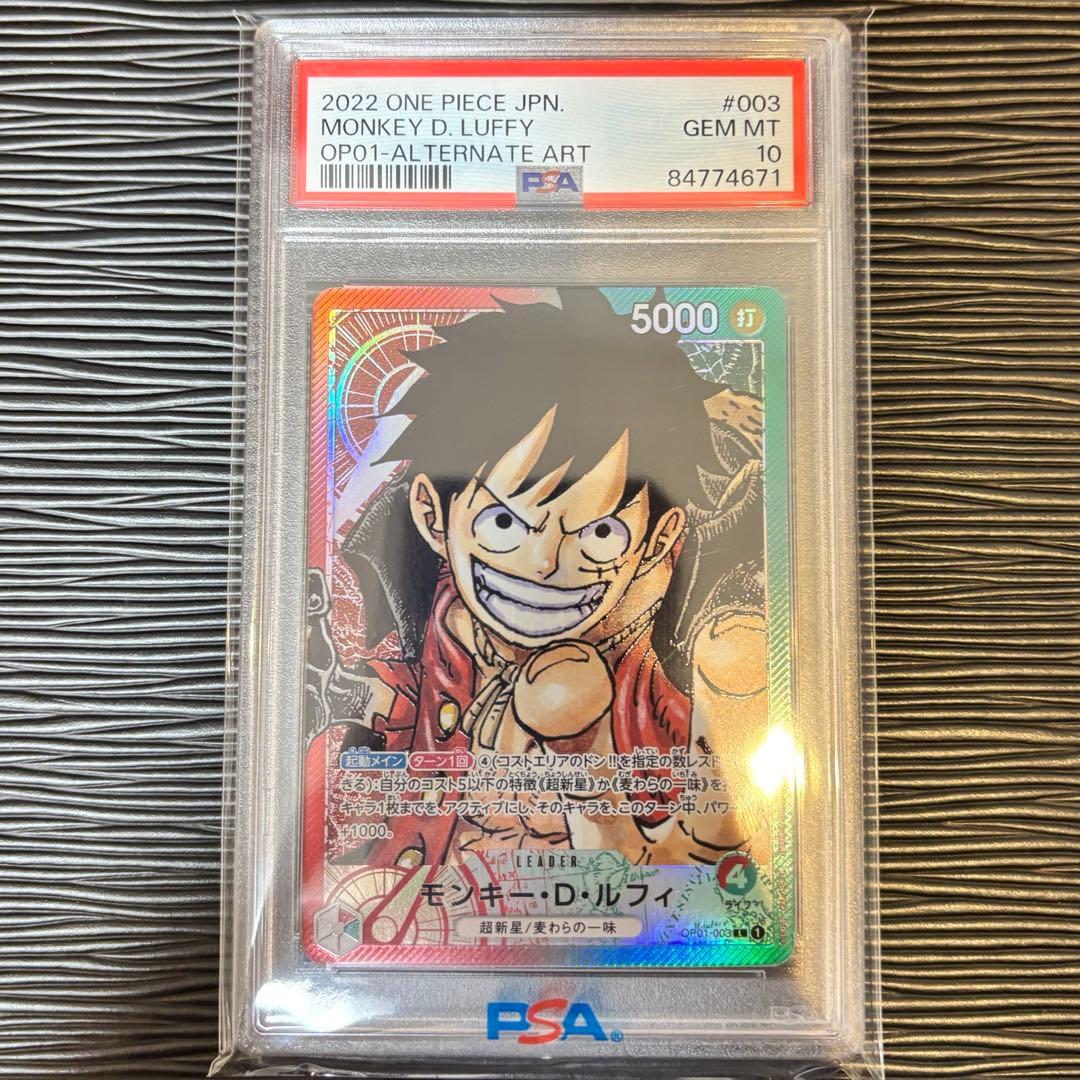 2022 ONE PIECE JPN. #003
MONKEY D. LUFFY GEM MT
OP01-ALTERNATE ART 10
PSA 84774671
5000 打
起動メイン ターン1回 ④(コストエリアのドン!!を指定の数レスト
きる):自分のコスト5以下の特徴《超新星》か《麦わらの一味》を
キャラ1枚までを、アクティブにし、そのキャラを、このターン中、パワー
+1000。
LEADER
モンキー・D・ルフィ
4
ライフ
超新星/麦わらの一味
OP01-003 L 1
PSA